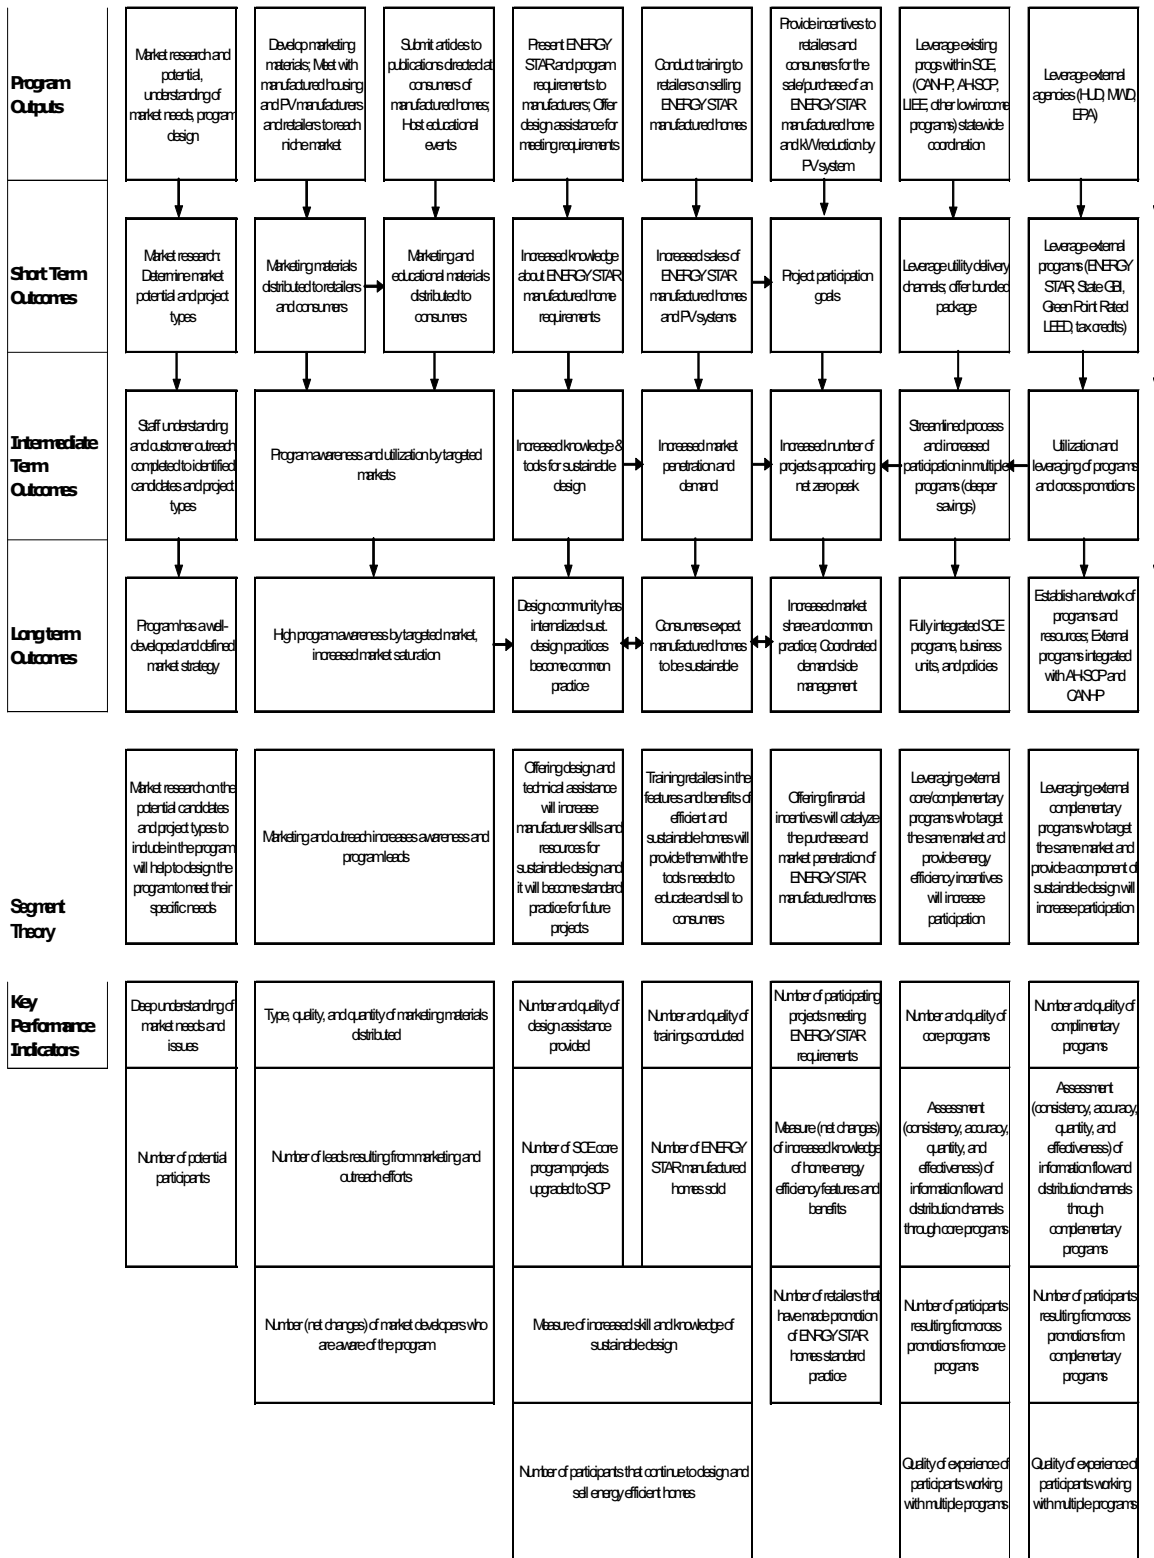 Program
Outputs
Market research and
potential,
understanding of
market needs, program
design
Develop marketing
materials; Meet with
manufactured housing
and PV manufacturers
and retailers to reach
niche market
Submit articles to
publications directed at
consumers of
manufactured homes;
Host educational
events
Present ENERGY
STAR and program
requirements to
manufacturers; Offer
design assistance for
meeting requirements
Conduct training to
retailers on selling
ENERGY STAR
manufactured homes
Provide incentives to
retailers and
consumers for the
sale/purchase of an
ENERGY STAR
manufactured home
and kW reduction by
PV system
Leverage existing
progs within SCE,
(CANHP, AHSCP,
LIEE, other low income
programs) statewide
coordination
Leverage external
agencies (HUD, MWD,
EPA)
Short Term
Outcomes
Market research:
Determine market
potential and project
types
Marketing materials
distributed to retailers
and consumers
Marketing and
educational materials
distributed to
consumers
Increased knowledge
about ENERGY STAR
manufactured home
requirements
Increased sales of
ENERGY STAR
manufactured homes
and PV systems
Project participation
goals
Leverage utility delivery
channels; offer bundled
package
Leverage external
programs (ENERGY
STAR, State GBI,
Green Point Rated
LEED, tax credits)
Intermediate
Term
Outcomes
Staff understanding
and customer outreach
completed to identified
candidates and project
types
Program awareness and utilization by targeted
markets
Increased knowledge &
tools for sustainable
design
Increased market
penetration and
demand
Increased number of
projects approaching
net zero peak
Streamlined process
and increased
participation in multiple
programs (deeper
savings)
Utilization and
leveraging of programs
and cross promotions
Long term
Outcomes
Program has a well-
developed and defined
market strategy
High program awareness by targeted market,
increased market saturation
Design community has
internalized sust.
design pracitices
become common
practice
Consumers expect
manufactured homes
to be sustainable
Increased market
share and common
practice; Coordinated
demand side
management
Fully integrated SCE
programs, business
units, and policies
Establish a network of
programs and
resources; External
programs integrated
with AHSCP and
CANHP
Segment
Theory
Market research on the
potential candidates
and project types to
include in the program
will help to design the
program to meet their
specific needs
Marketing and outreach increases awareness and
program leads
Offering design and
technical assistance
will increase
manufacturer skills and
resources for
sustainable design and
it will become standard
practice for future
projects
Training retailers in the
features and benefits of
efficient and
sustainable homes will
provide them with the
tools needed to
educate and sell to
consumers
Offering financial
incentives will catalyze
the purchase and
market penetration of
ENERGY STAR
manufactured homes
Leveraging external
core/complementary
programs who target
the same market and
provide energy
efficiency incentives
will increase
participation
Leveraging external
complementary
programs who target
the same market and
provide a component of
sustainable design will
increase participation
Key
Performance
Indicators
Deep understanding of
market needs and
issues
Type, quality, and quantity of marketing materials
distributed
Number and quality of
design assistance
provided
Number and quality of
trainings conducted
Number of participating
projects meeting
ENERGY STAR
requirements
Number and quality of
core programs
Number and quality of
complimentary
programs
Number of potential
participants
Number of leads resulting from marketing and
outreach efforts
Number of SCE core
program projects
upgraded to SCP
Number of ENERGY
STAR manufactured
homes sold
Measure (net changes)
of increased knowledge
of home energy
efficiency features and
benefits
Assessment
(consistency, accuracy,
quantity, and
effectiveness) of
information flow and
distribution channels
through core programs
Assessment
(consistency, accuracy,
quantity, and
effectiveness) of
information flow and
distribution channels
through
complementary
programs
Number (net changes) of market developers who
are aware of the program
Measure of increased skill and knowledge of
sustainable design
Number of retailers that
have made promotion
of ENRGY STAR
homes standard
practice
Number of participants
resulting from cross
promotions from core
programs
Number of participants
resulting from cross
promotions from
complementary
programs
Number of participants that continue to design and
sell energy efficient homes
Quality of experience of
participants working
with multiple programs
Quality of experience of
participants working
with multiple programs